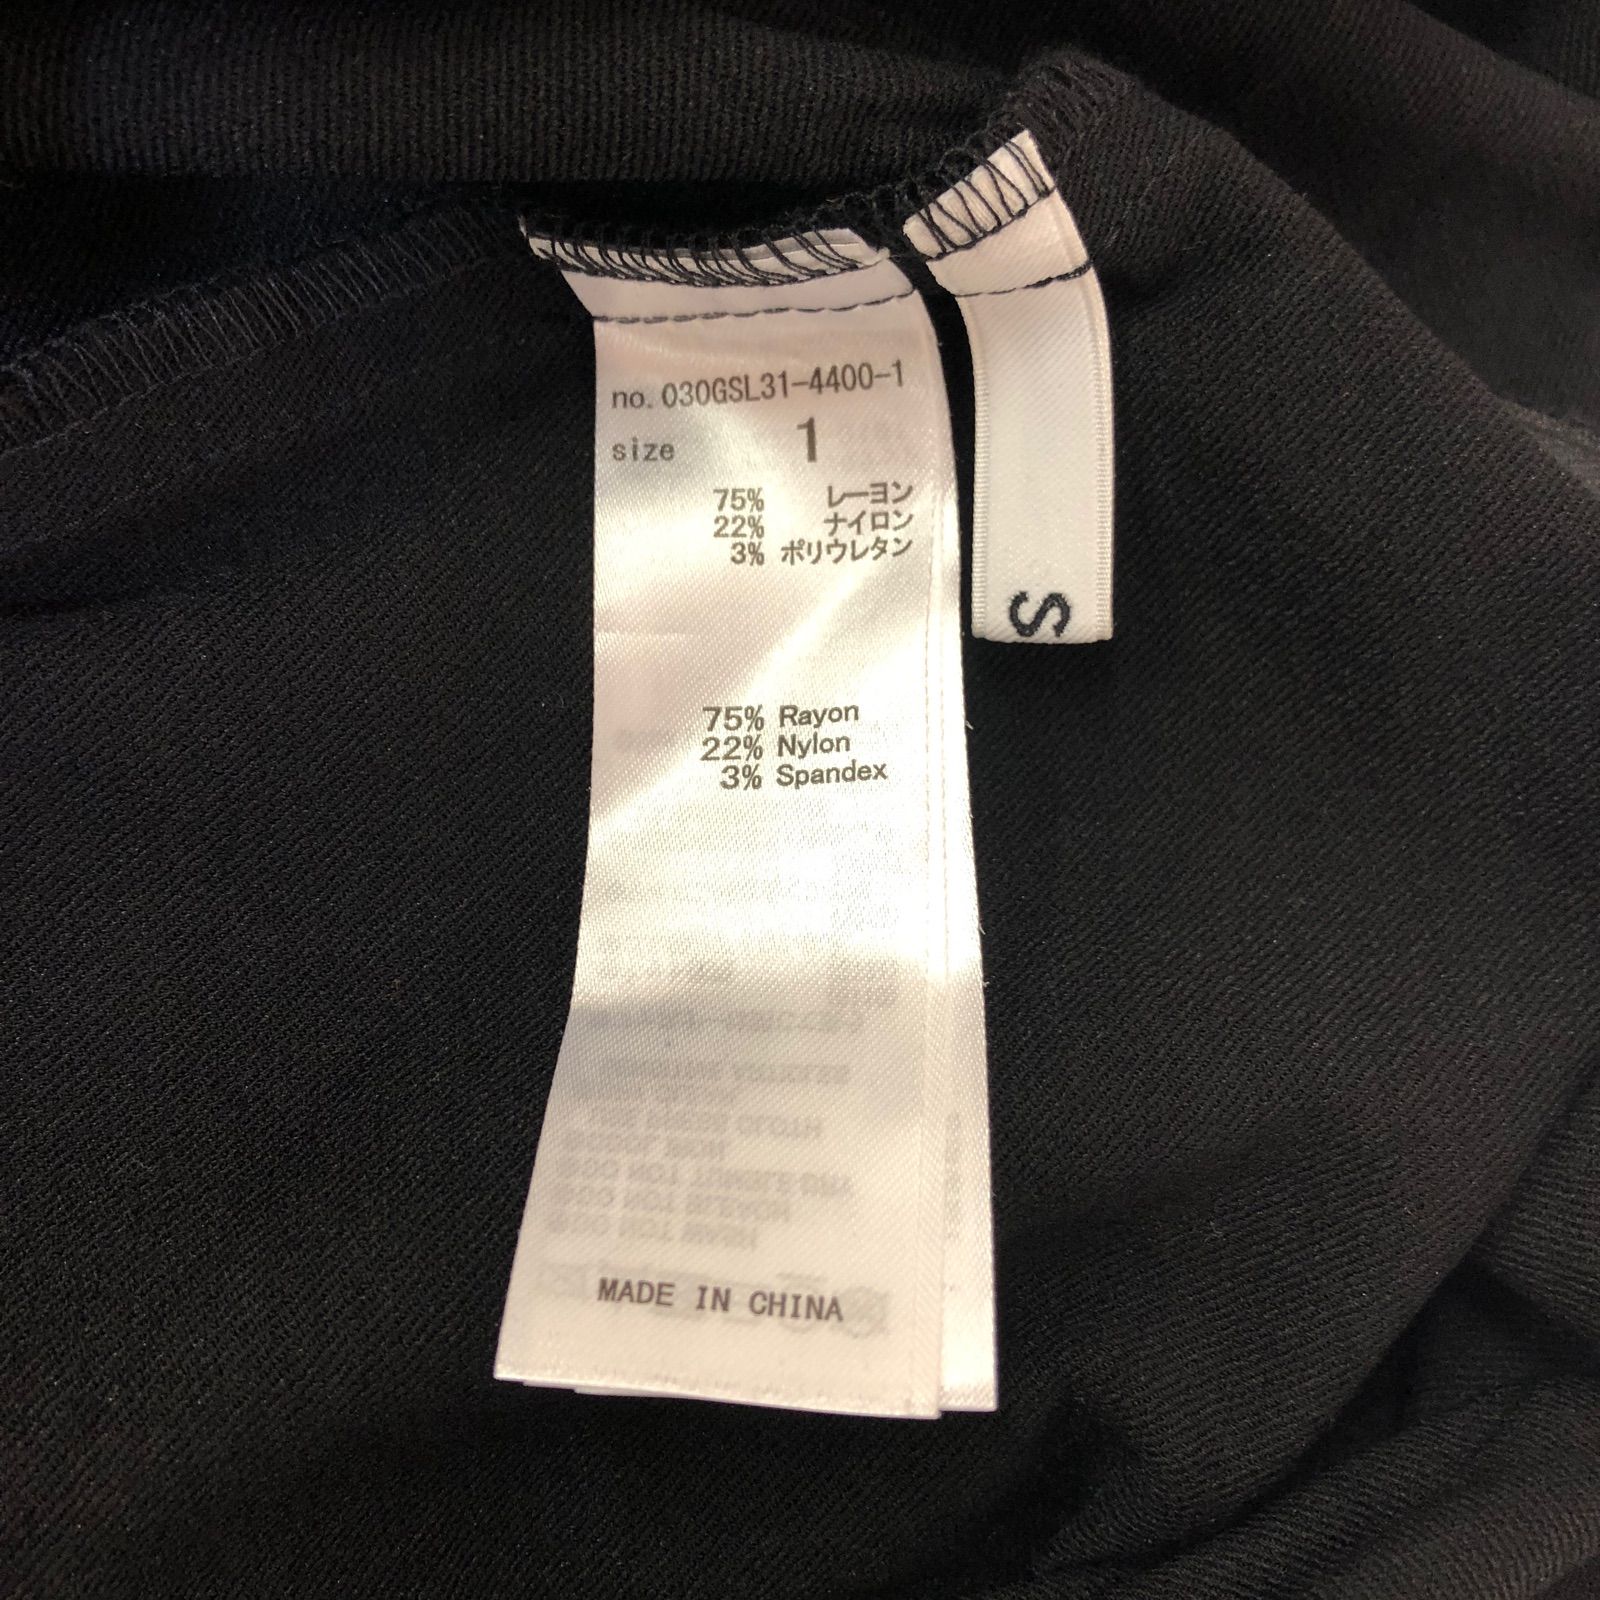 no. 030GSL31-4400-1
size 1
75% レーヨン
22% ナイロン
3% ポリウレタン
75% Rayon
22% Nylon
3% Spandex
MADE IN CHINA
S